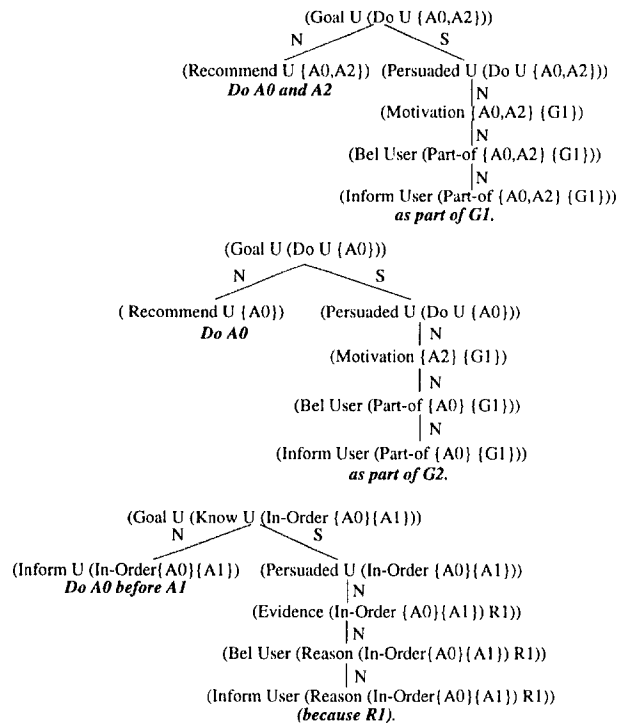 (Goal U (Do U {A0,A2}))
N S
(Recommend U {A0,A2}) (Persuaded U (Do U {A0,A2}))
Do A0 and A2
N
(Motivation {A0,A2} {G1})
N
(Bel User (Part-of {A0,A2} {G1}))
N
(Inform User (Part-of {A0,A2} {G1}))
as part of G1.
(Goal U (Do U {A0}))
N S
( Recommend U {A0}) (Persuaded U (Do U {A0}))
Do A0
N
(Motivation {A2} {G1})
N
(Bel User (Part-of {A0} {G1}))
N
(Inform User (Part-of {A0} {G1}))
as part of G2.
(Goal U (Know U (In-Order {A0}{A1}))
N S
(Inform U (In-Order{A0}{A1}) (Persuaded U (In-Order {A0}{A1}))
Do A0 before A1
N
(Evidence (In-Order {A0}{A1}) R1))
N
(Bel User (Reason (In-Order{A0}{A1}) R1))
N
(Inform User (Reason (In-Order{A0}{A1}) R1))
(because R1).